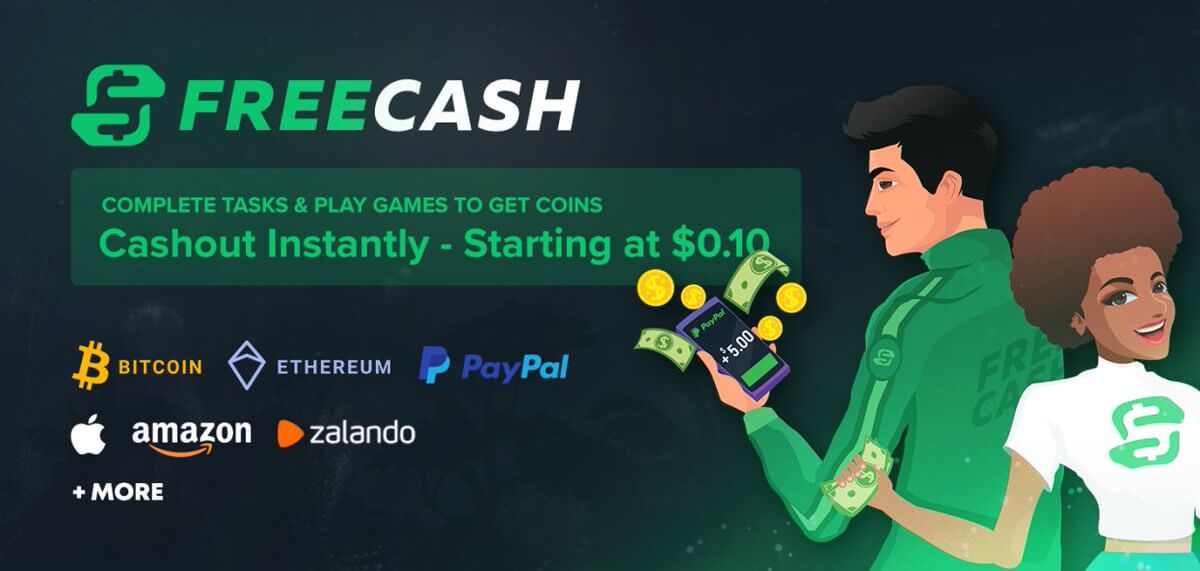 FREECASH
COMPLETE TASKS & PLAY GAMES TO GET COINS
Cashout Instantly - Starting at $0.10
BITCOIN
ETHEREUM
PayPal
amazon
zalando
+ MORE
PayPal
$
+5.00
FREE
CASH